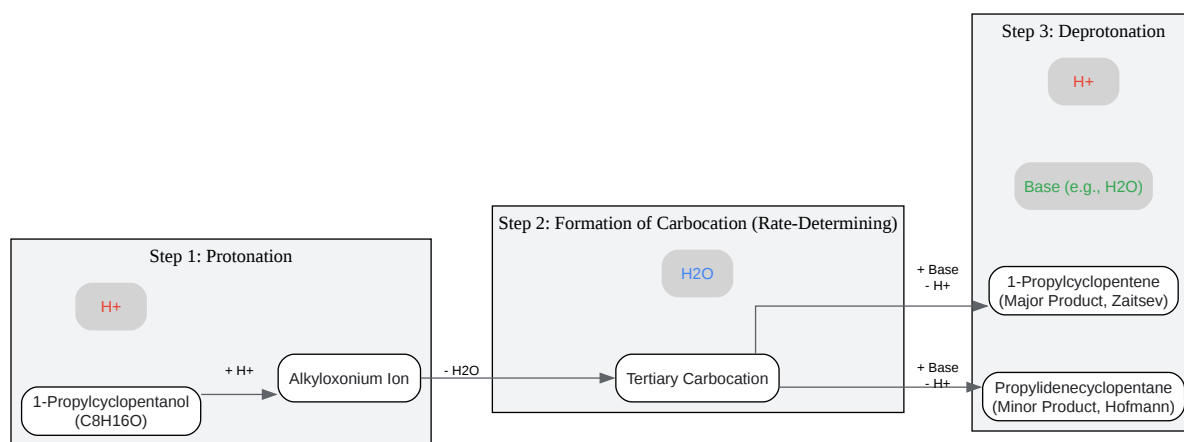 Step 1: Protonation
H+
+ H+
1-Propylcyclopentanol
(C8H16O)
Alkyloxonium Ion
- H2O
Step 2: Formation of Carbocation (Rate-Determining)
H2O
Tertiary Carbocation
+ Base
- H+
+ Base
- H+
Step 3: Deprotonation
H+
Base (e.g., H2O)
1-Propylcyclopentene
(Major Product, Zaitsev)
Propylidenecyclopentane
(Minor Product, Hofmann)